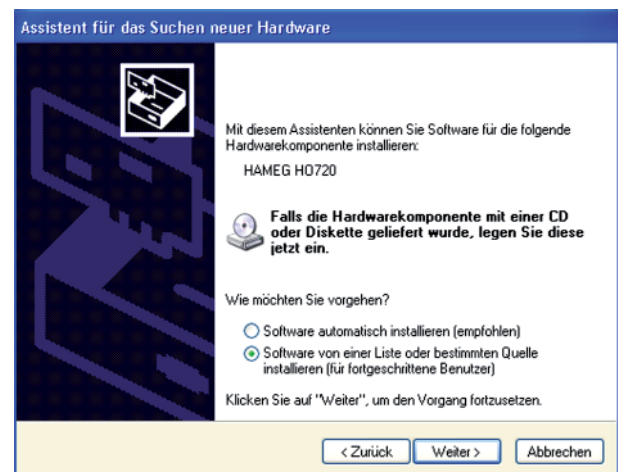 Assistent für das Suchen neuer Hardware
Mit diesem Assistenten können Sie Software für die folgende
Hardwarekomponente installieren:
HAMEG HO720
Falls die Hardwarekomponente mit einer CD
oder Diskette geliefert wurde, legen Sie diese
jetzt ein.
Wie möchten Sie vorgehen?
Software automatisch installieren (empfohlen)
Software von einer Liste oder bestimmten Quelle
installieren (für fortgeschrittene Benutzer)
Klicken Sie auf "Weiter", um den Vorgang fortzusetzen.
< Zurück Weiter > Abbrechen